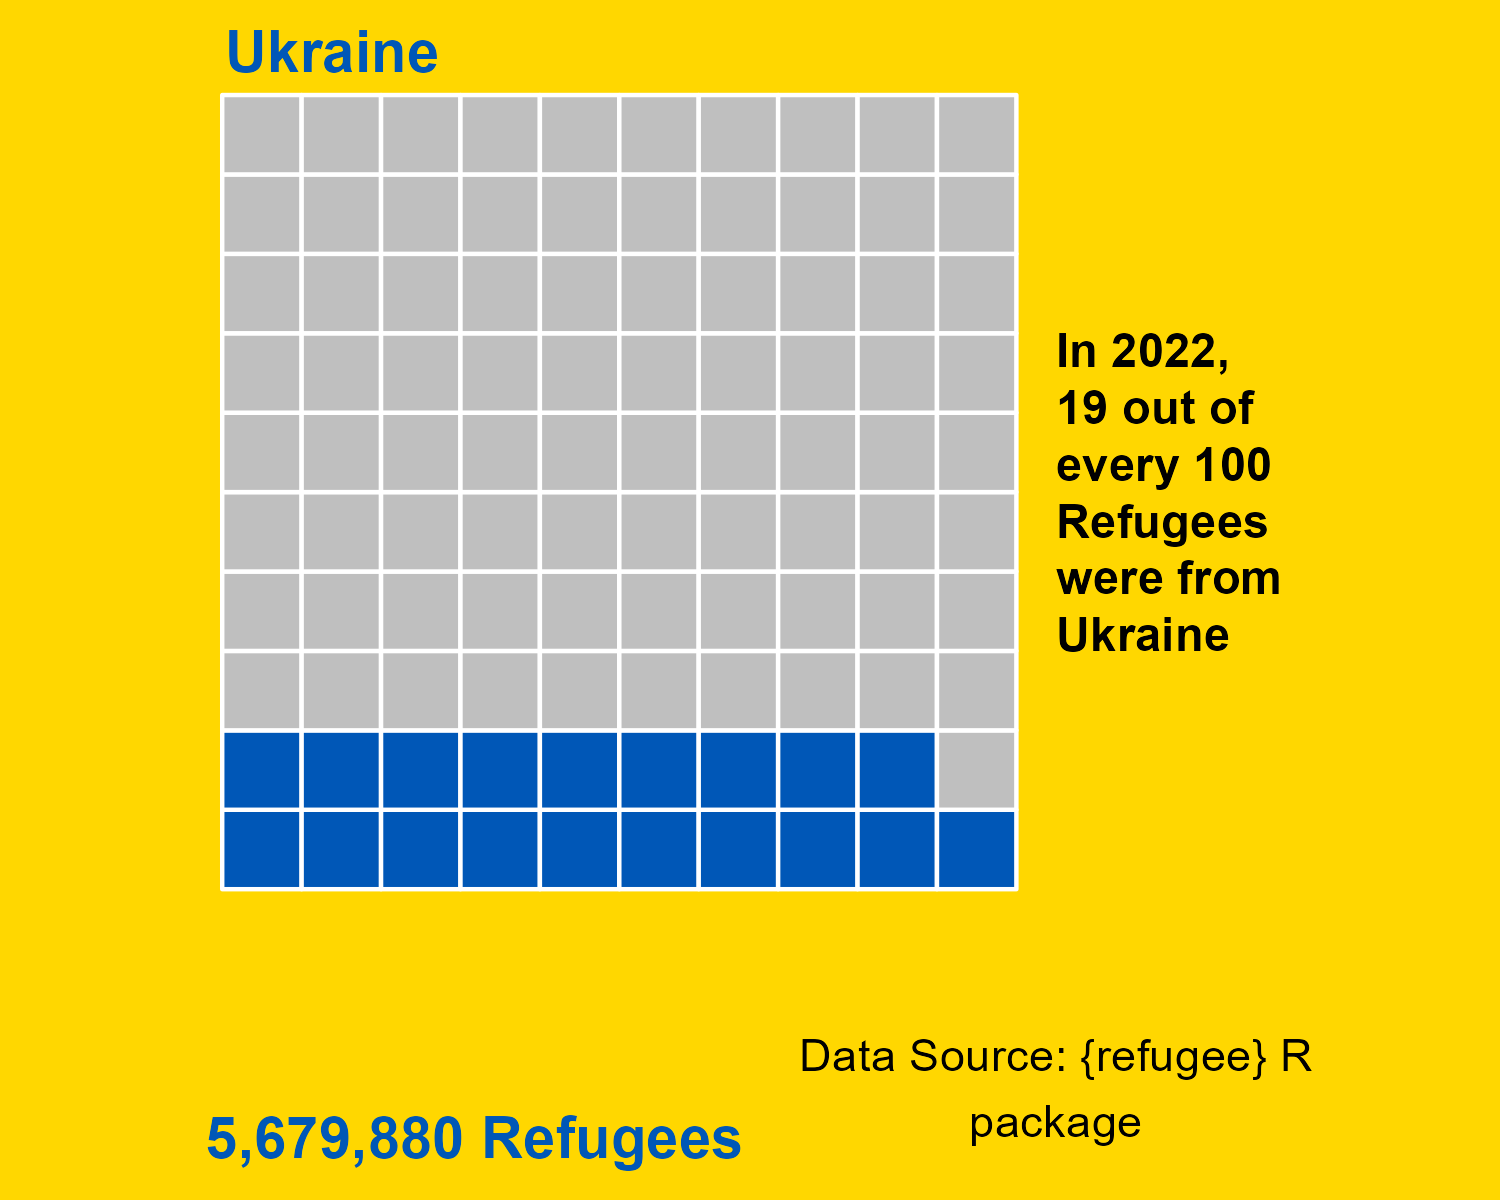 Ukraine
In 2022,
19 out of
every 100
Refugees
were from
Ukraine
Data Source: {refugee} R
package
5,679,880 Refugees